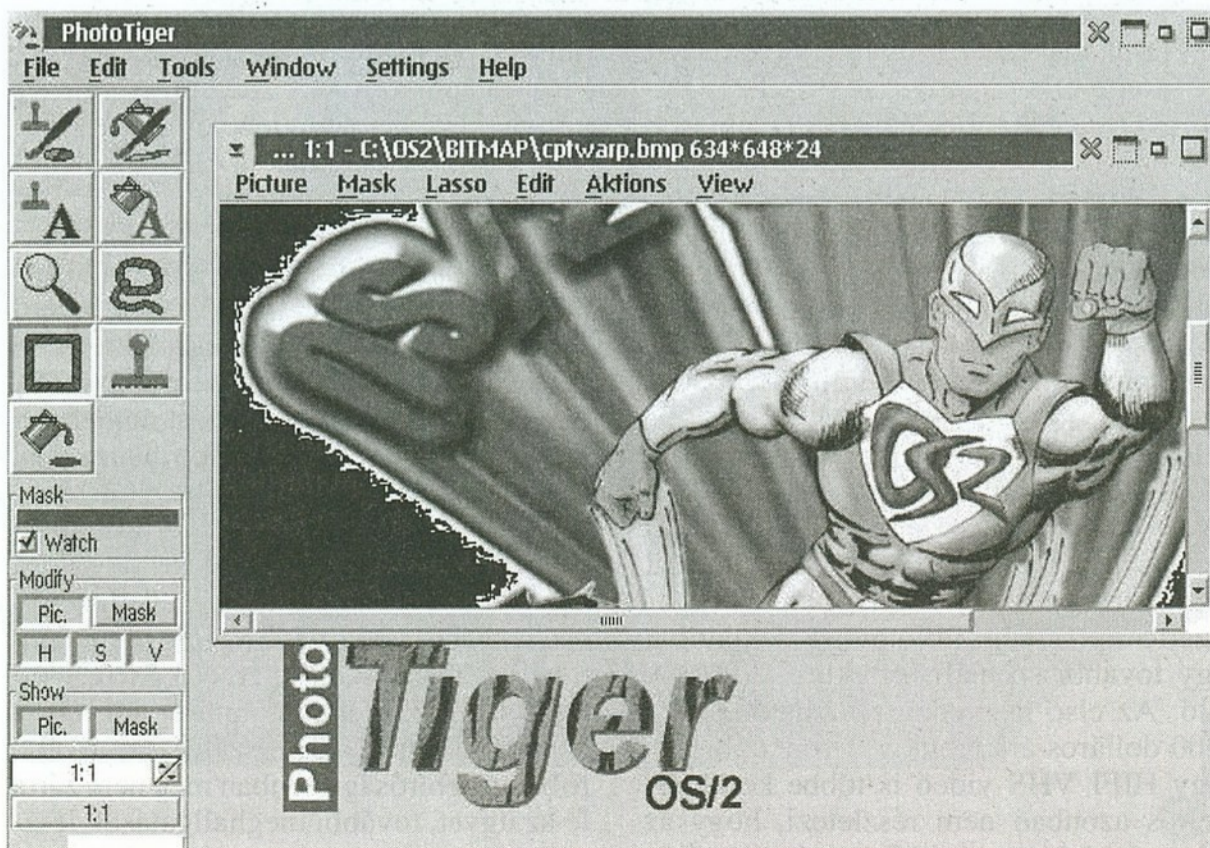 PhotoTiger
File Edit Tools Window Settings Help
... 1:1 - C:\OS2\BITMAP\cptwarp.bmp 634*648*24
Picture Mask Lasso Edit Aktions View
A A
OS
OS2
Mask
Watch
Modify
Pic. Mask
H S V
Show
Pic. Mask
1:1
1:1
Photo
Tiger
OS/2